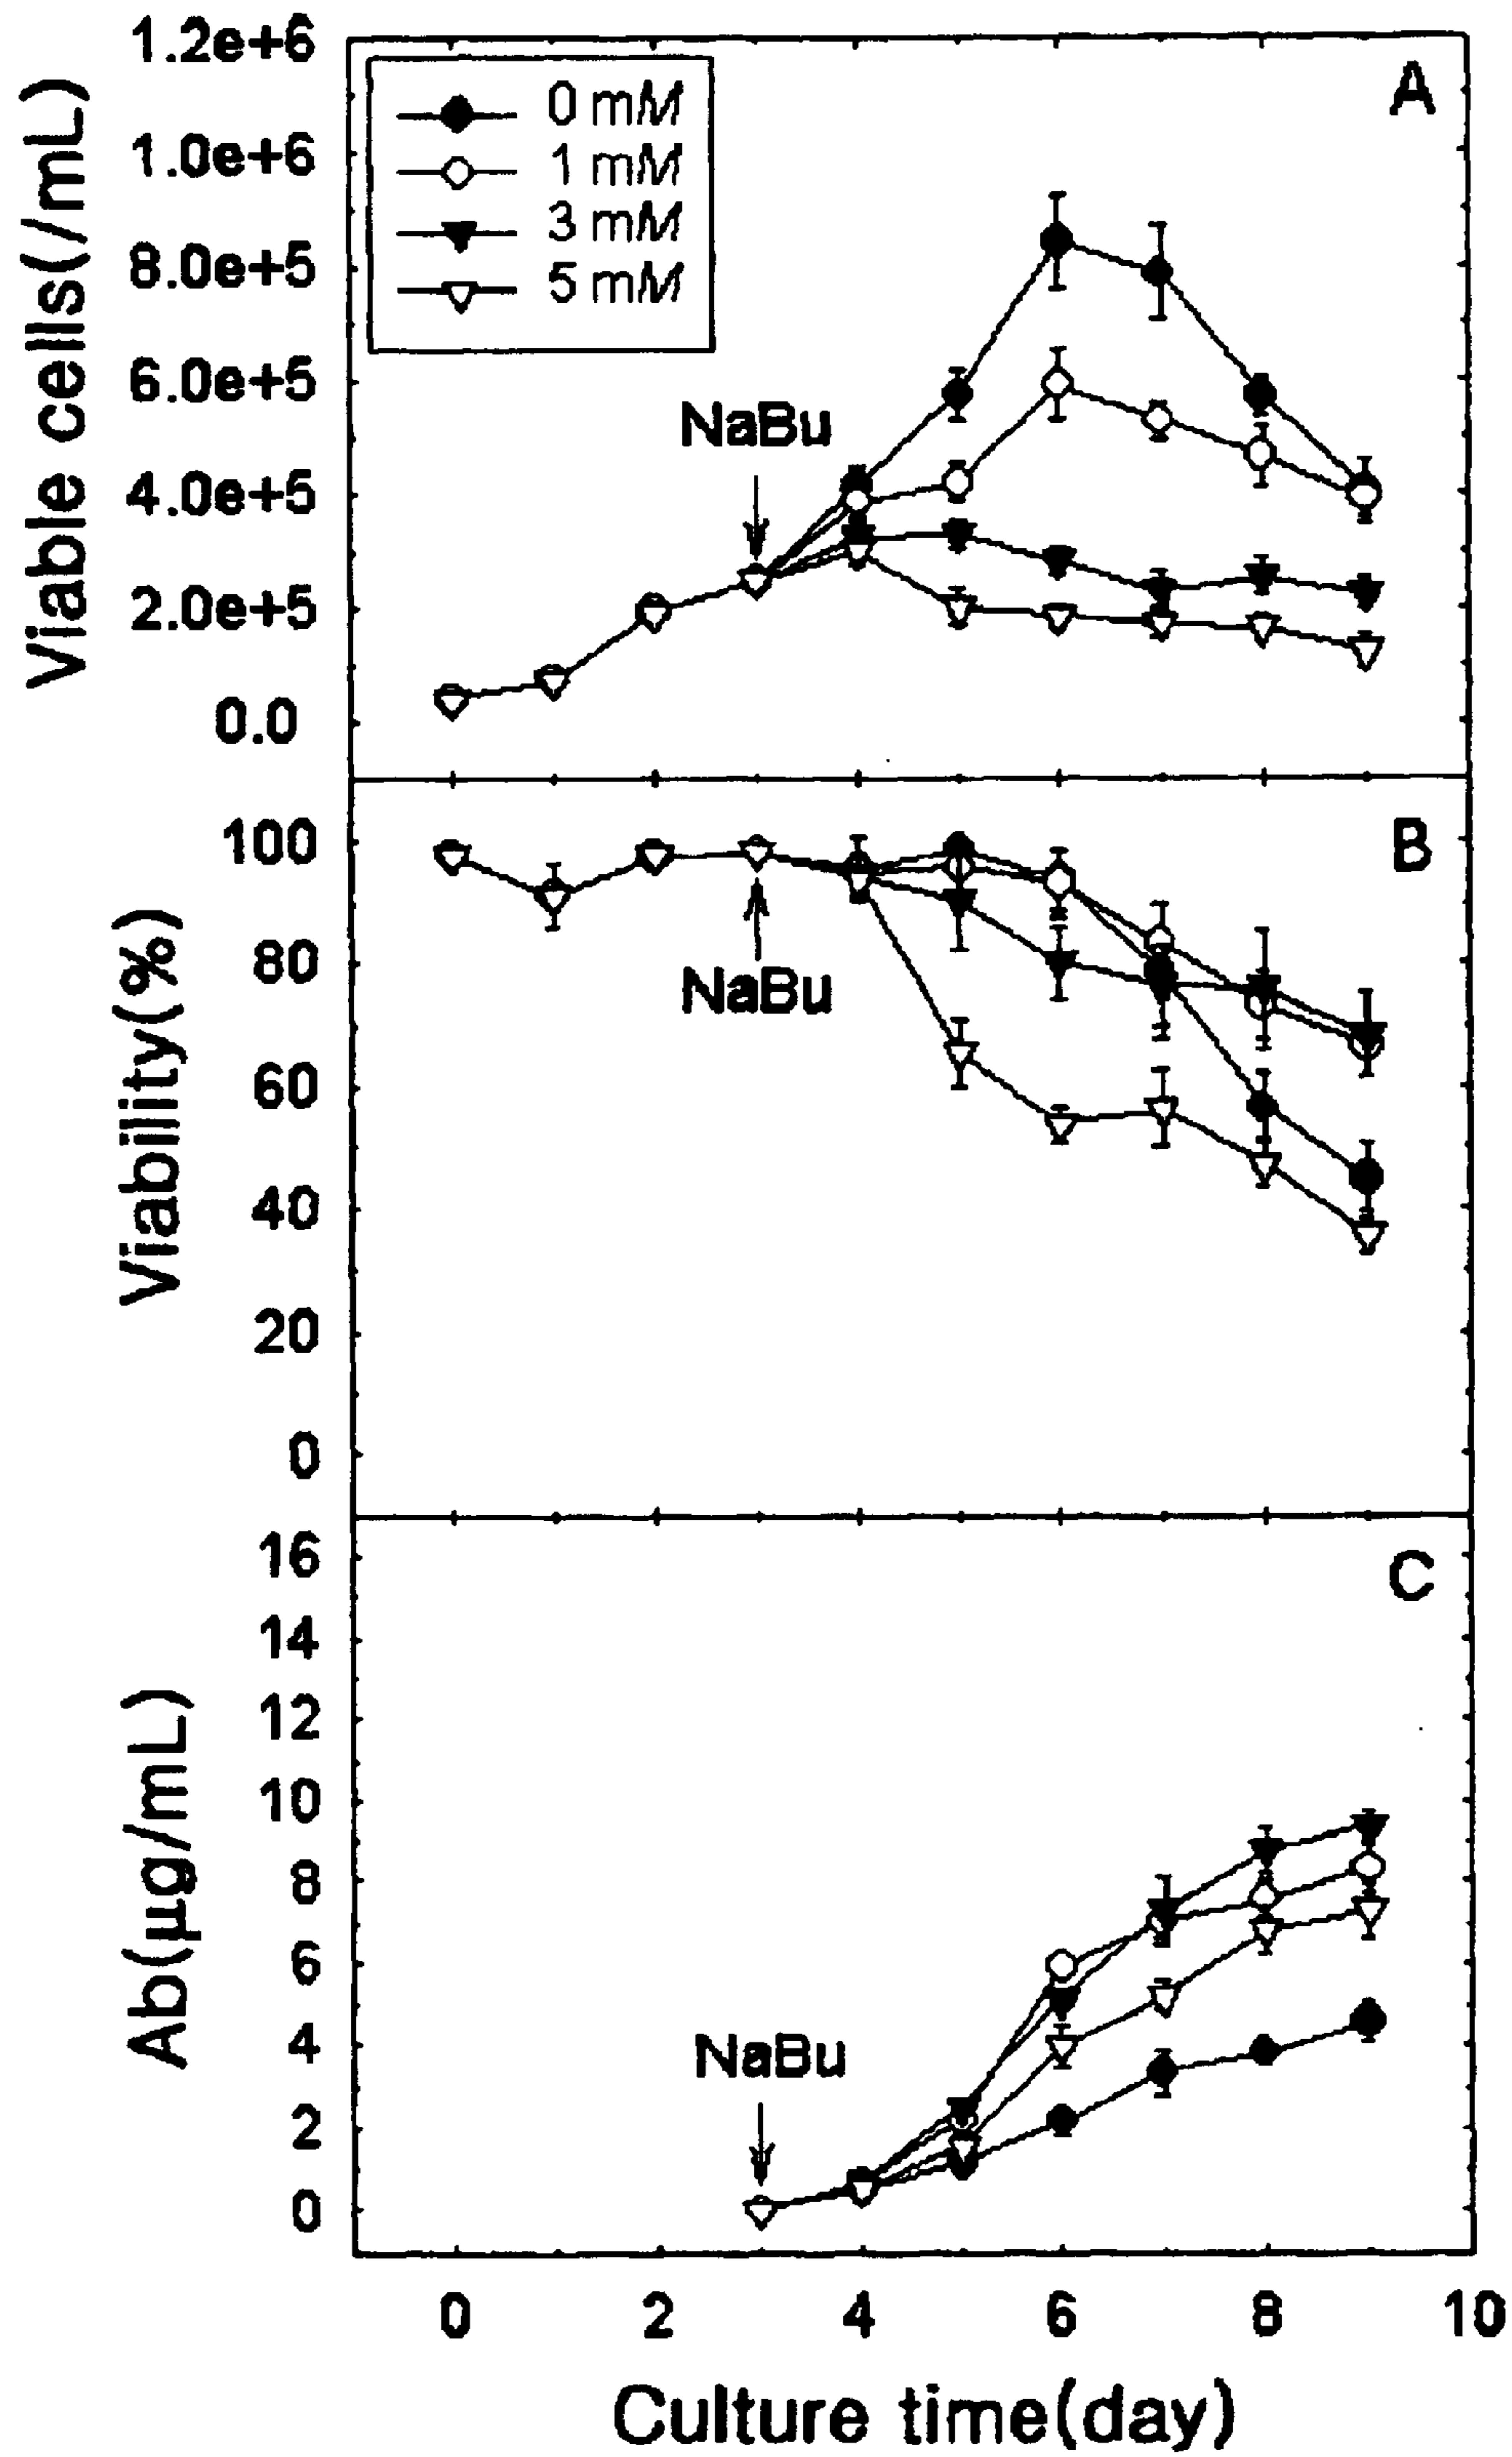 1.2e+6
1.0e+6
8.0e+5
6.0e+5
4.0e+5
2.0e+5
0.0
Viable cells(/mL)
0 mM
1 mM
3 mM
5 mM
A
NaBu
100
80
60
40
20
0
Viability(%)
B
NaBu
16
14
12
10
8
6
4
2
0
Ab(µg/mL)
C
NaBu
0 2 4 6 8 10
Culture time(day)